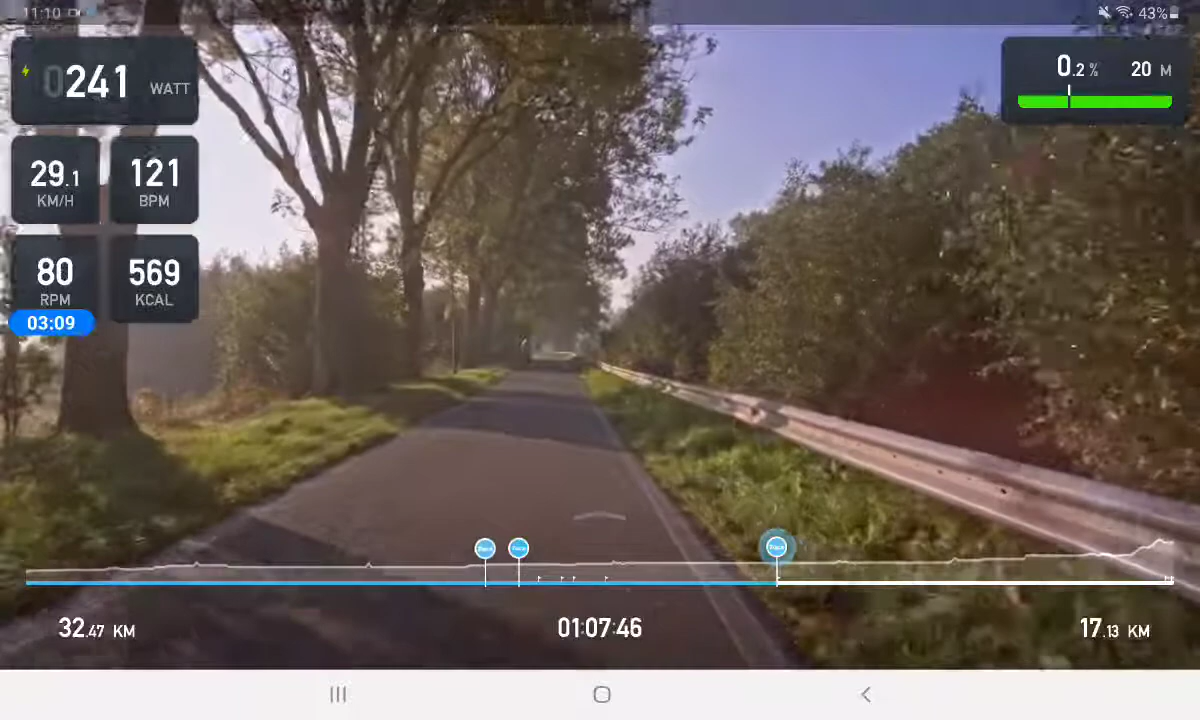 11:10
43%
0241 WATT
0.2 %
20 M
29.1
KM/H
121
BPM
80
RPM
569
KCAL
03:09
32.47 KM
01:07:46
17.13 KM